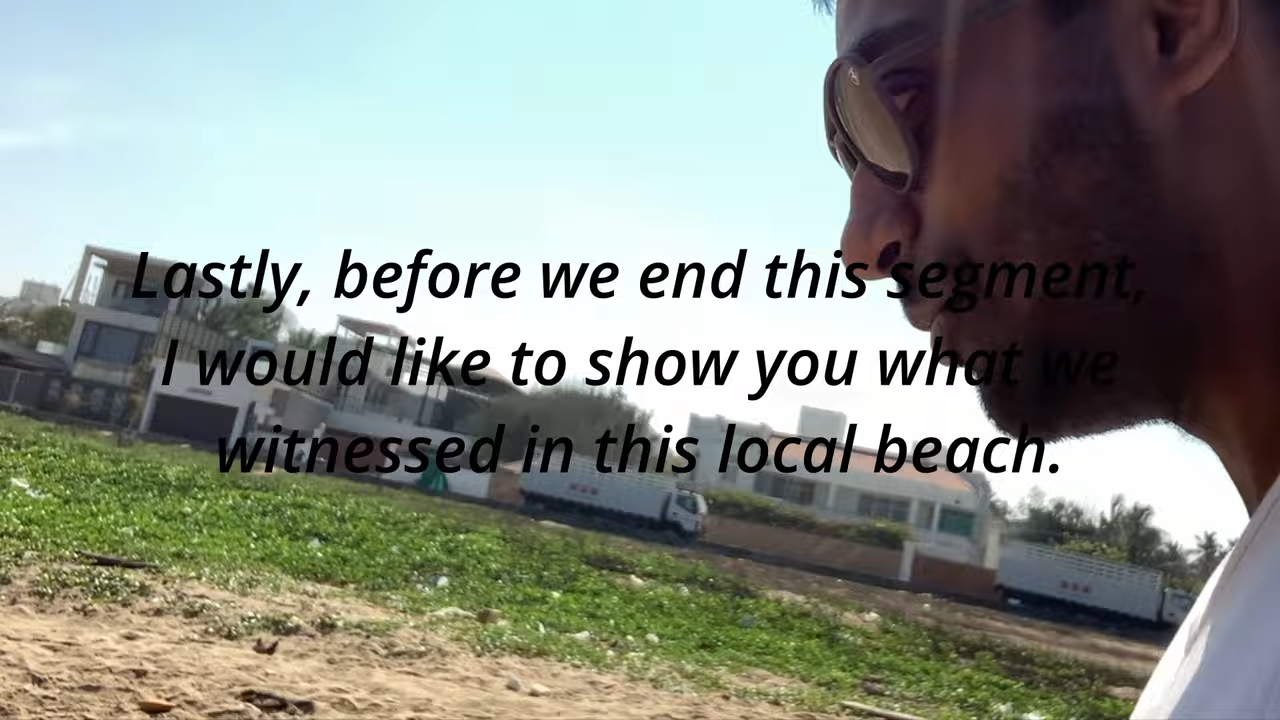 Lastly, before we end this segment,
I would like to show you what we
witnessed in this local beach.